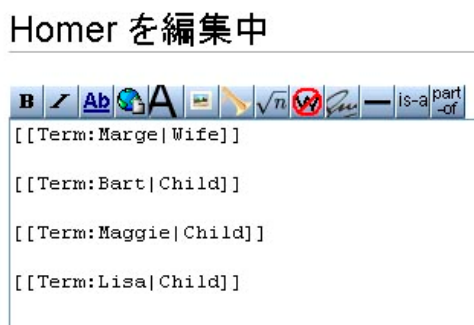 Homer を編集中
B I Ab A √n W is-a part-of
[[Term:Marge|Wife]]
[[Term:Bart|Child]]
[[Term:Maggie|Child]]
[[Term:Lisa|Child]]